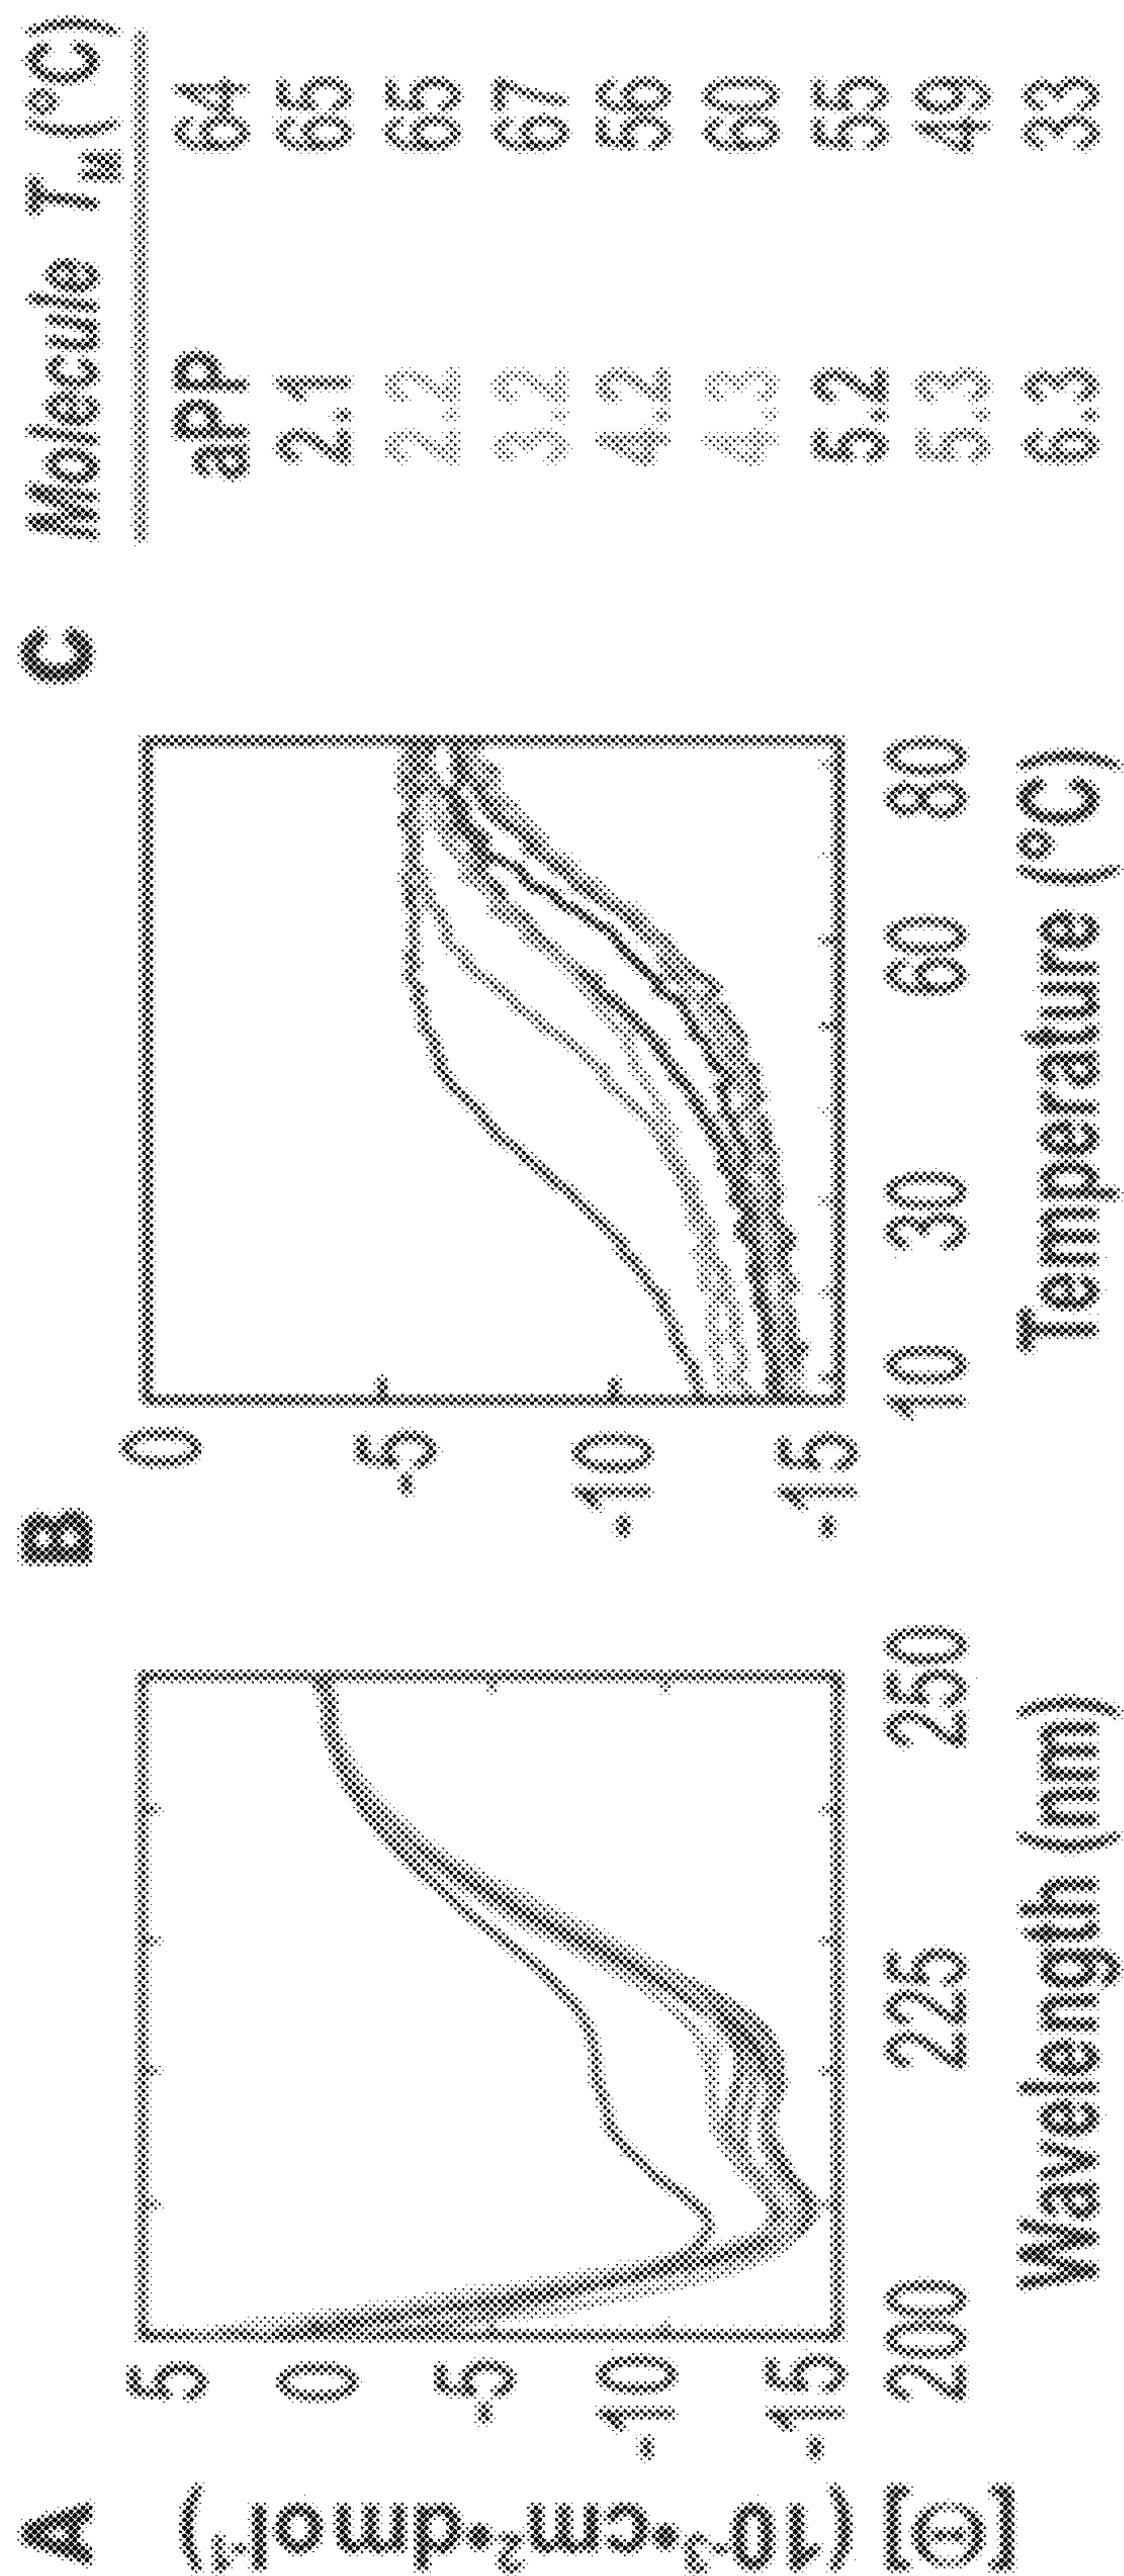 A
[Θ] (10⁻³•cm²•dmol⁻¹)
5
0
-5
-10
-15
200 225 250
Wavelength (nm)
B
0
-5
-10
-15
10 30 60 80
Temperature (°C)
C
Molecule T_M (°C)
aPP 64
2.1 65
2.2 65
3.2 67
4.2 56
4.3 60
5.2 55
5.3 49
6.3 33